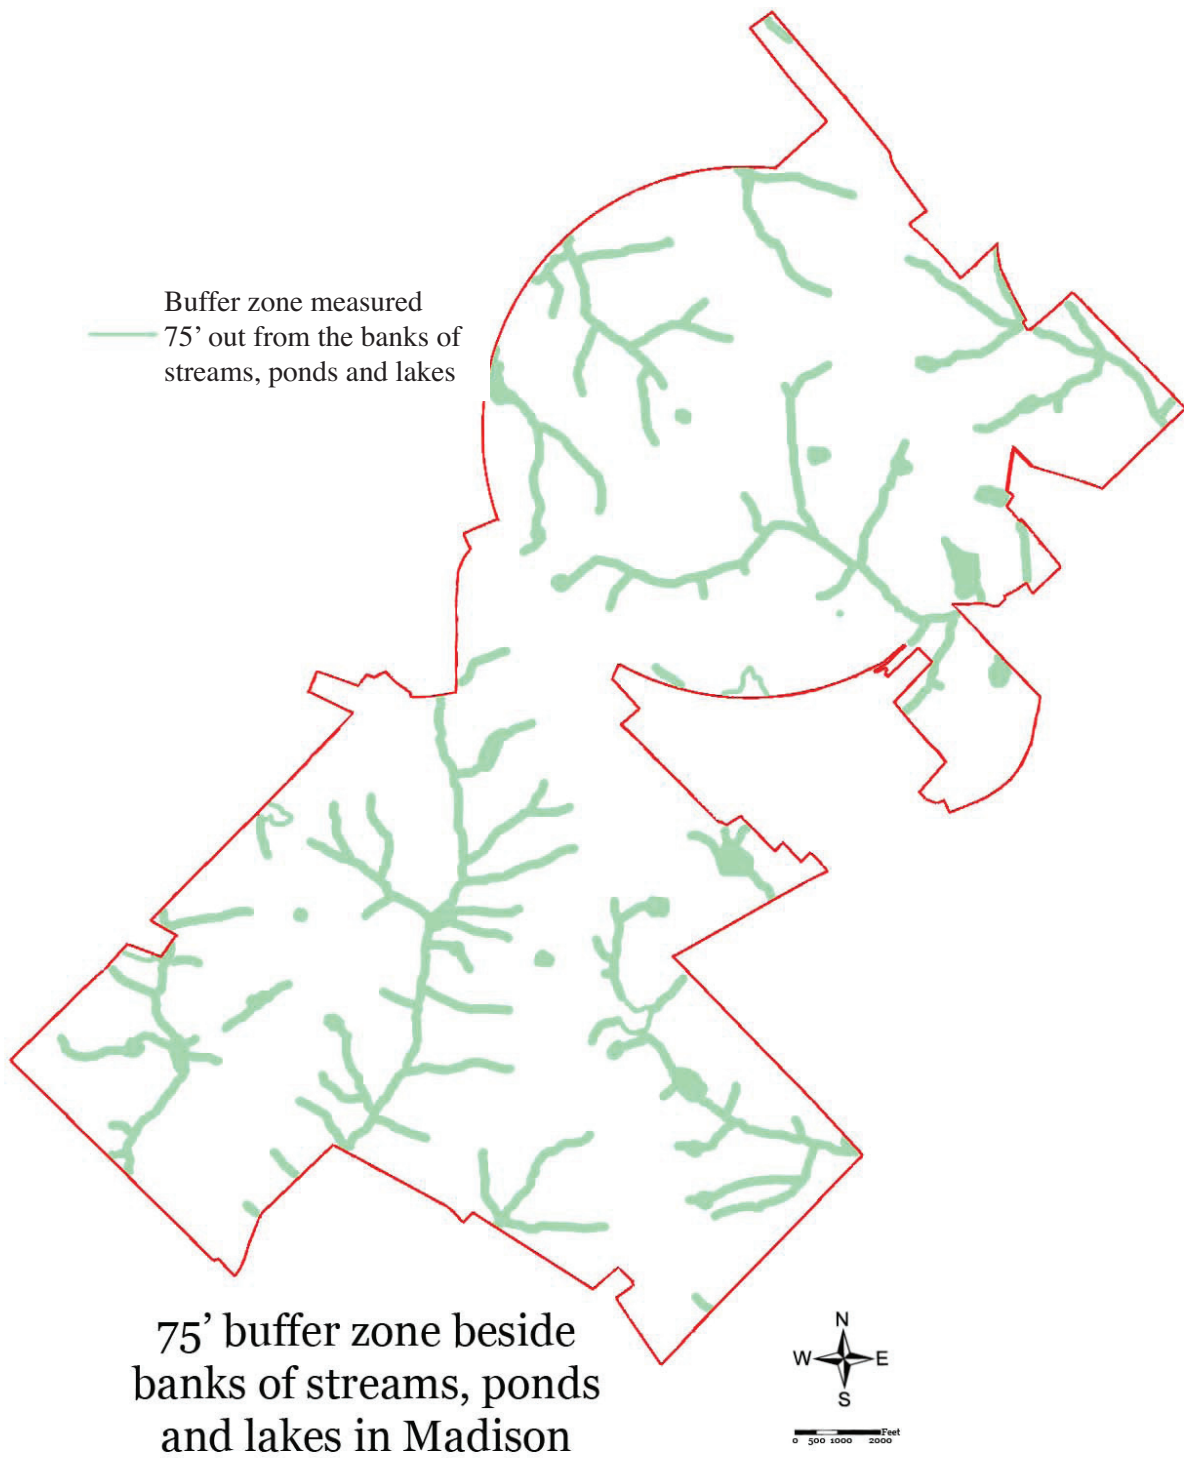 Buffer zone measured
75’ out from the banks of
streams, ponds and lakes
75’ buffer zone beside
banks of streams, ponds
and lakes in Madison
N
W E
S
Feet
0 500 1000 2000